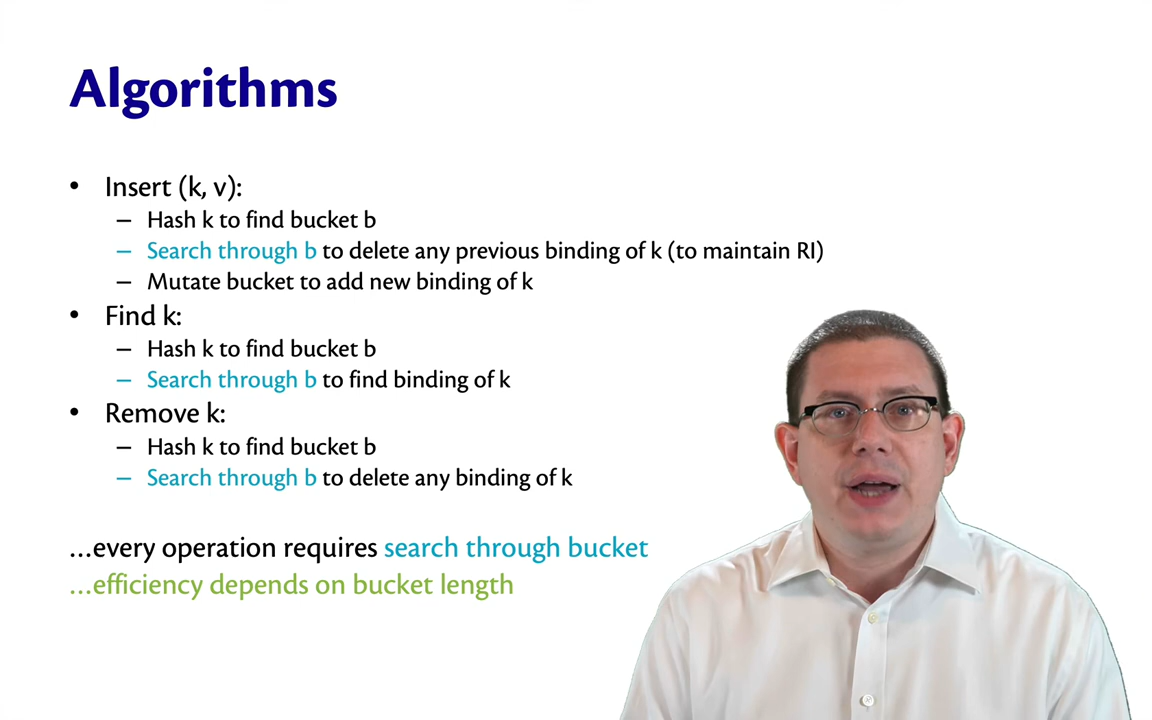 Algorithms
• Insert (k, v):
– Hash k to find bucket b
– Search through b to delete any previous binding of k (to maintain RI)
– Mutate bucket to add new binding of k
• Find k:
– Hash k to find bucket b
– Search through b to find binding of k
• Remove k:
– Hash k to find bucket b
– Search through b to delete any binding of k
...every operation requires search through bucket
...efficiency depends on bucket length